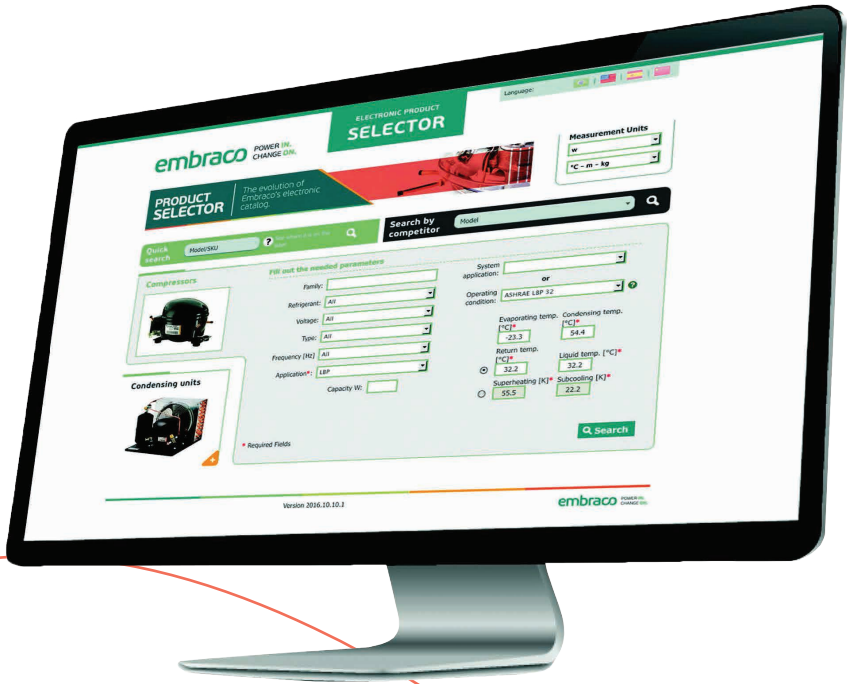 Language:
ELECTRONIC PRODUCT
SELECTOR
embraco POWER IN.
CHANGE ON.
Measurement Units
w
°C - m - kg
PRODUCT
SELECTOR
The evolution of
Embraco's electronic
catalog.
Quick
search
Model/SKU
?
Search by
competitor
Model
Compressors
Fill out the needed parameters
Family:
Refrigerant: All
Voltage: All
Type: All
Frequency [Hz] All
Application*: LBP
Capacity W:
System
application:
or
Operating
condition:
ASHRAE LBP 32
?
Evaporating temp.
[°C]*
-23.3
Condensing temp.
[°C]*
54.4
Return temp.
[°C]*
32.2
Liquid temp. [°C]*
32.2
Superheating [K]*
55.5
Subcooling [K]*
22.2
Condensing units
+
* Required Fields
Search
Version 2016.10.10.1
embraco POWER IN.
CHANGE ON.